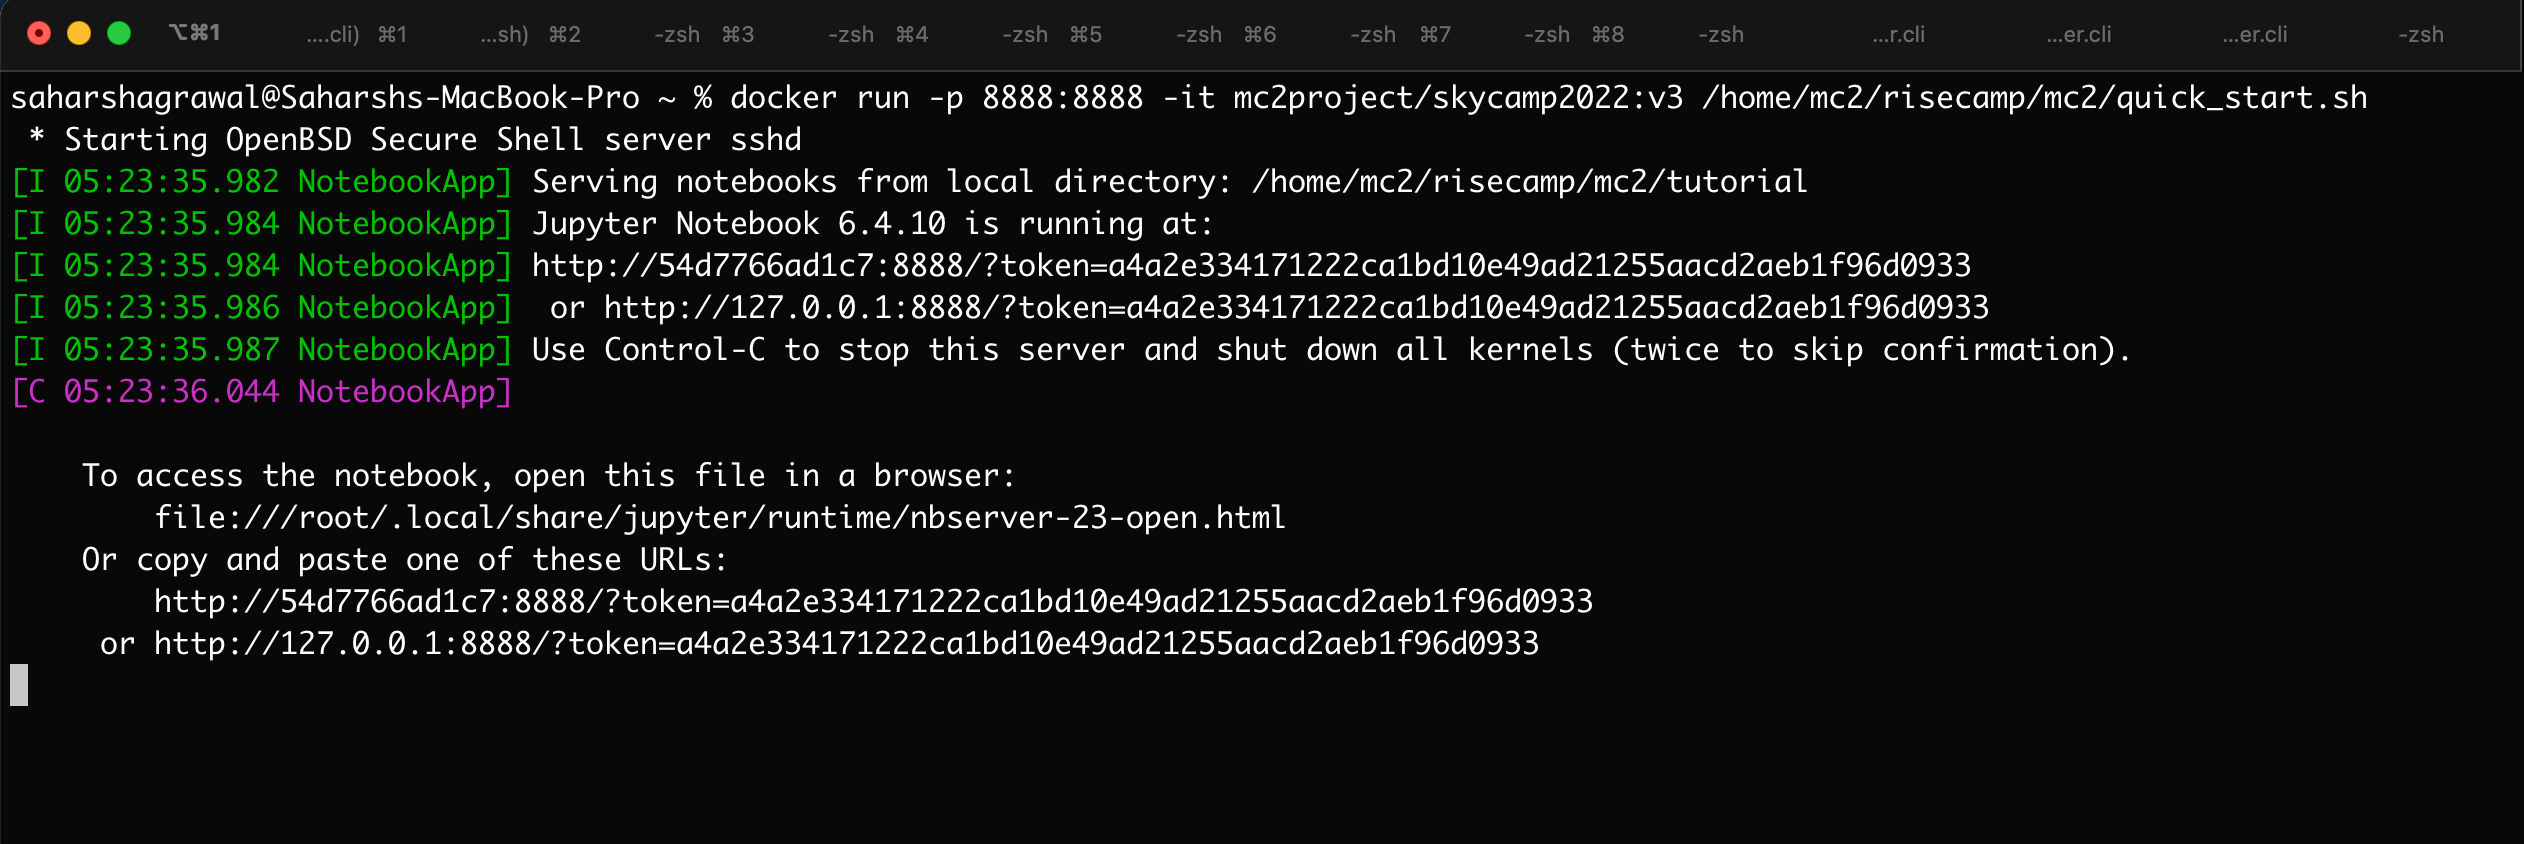 ⌥⌘1 ....cli) ⌘1 ...sh) ⌘2 -zsh ⌘3 -zsh ⌘4 -zsh ⌘5 -zsh ⌘6 -zsh ⌘7 -zsh ⌘8 -zsh ...r.cli ...er.cli ...er.cli -zsh
saharshagrawal@Saharshs-MacBook-Pro ~ % docker run -p 8888:8888 -it mc2project/skycamp2022:v3 /home/mc2/risecamp/mc2/quick_start.sh
 * Starting OpenBSD Secure Shell server sshd
[I 05:23:35.982 NotebookApp] Serving notebooks from local directory: /home/mc2/risecamp/mc2/tutorial
[I 05:23:35.984 NotebookApp] Jupyter Notebook 6.4.10 is running at:
[I 05:23:35.984 NotebookApp] http://54d7766ad1c7:8888/?token=a4a2e334171222ca1bd10e49ad21255aacd2aeb1f96d0933
[I 05:23:35.986 NotebookApp]  or http://127.0.0.1:8888/?token=a4a2e334171222ca1bd10e49ad21255aacd2aeb1f96d0933
[I 05:23:35.987 NotebookApp] Use Control-C to stop this server and shut down all kernels (twice to skip confirmation).
[C 05:23:36.044 NotebookApp]
    To access the notebook, open this file in a browser:
        file:///root/.local/share/jupyter/runtime/nbserver-23-open.html
    Or copy and paste one of these URLs:
        http://54d7766ad1c7:8888/?token=a4a2e334171222ca1bd10e49ad21255aacd2aeb1f96d0933
     or http://127.0.0.1:8888/?token=a4a2e334171222ca1bd10e49ad21255aacd2aeb1f96d0933